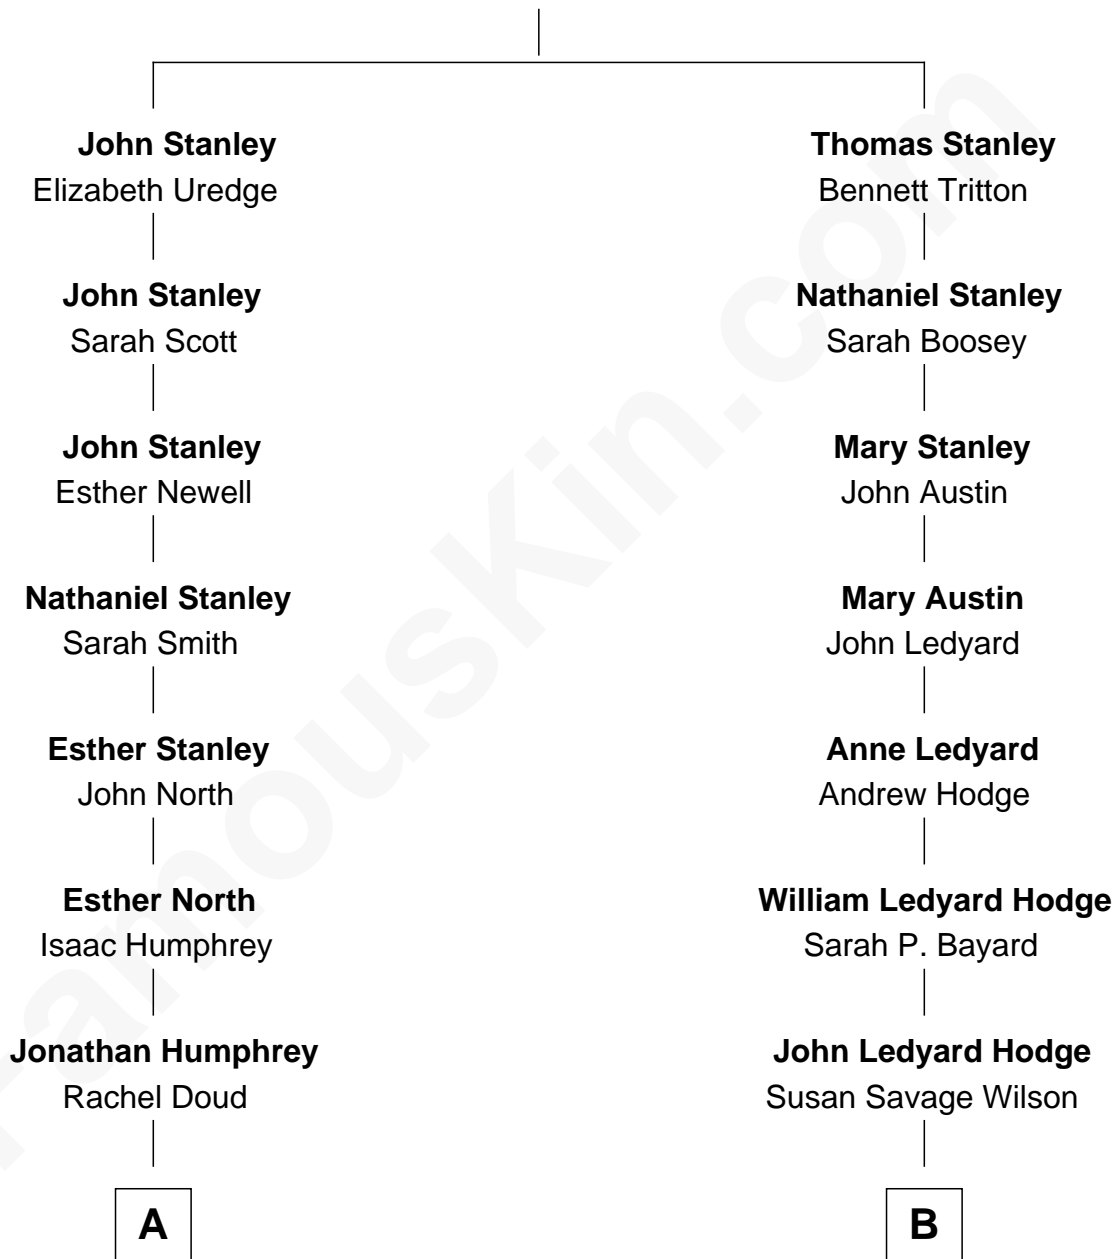 John Stanley
Elizabeth Uredge
John Stanley
Sarah Scott
John Stanley
Esther Newell
Nathaniel Stanley
Sarah Smith
Esther Stanley
John North
Esther North
Isaac Humphrey
Jonathan Humphrey
Rachel Doud
A
Thomas Stanley
Bennett Tritton
Nathaniel Stanley
Sarah Boosey
Mary Stanley
John Austin
Mary Austin
John Ledyard
Anne Ledyard
Andrew Hodge
William Ledyard Hodge
Sarah P. Bayard
John Ledyard Hodge
Susan Savage Wilson
B
FamousKin.com